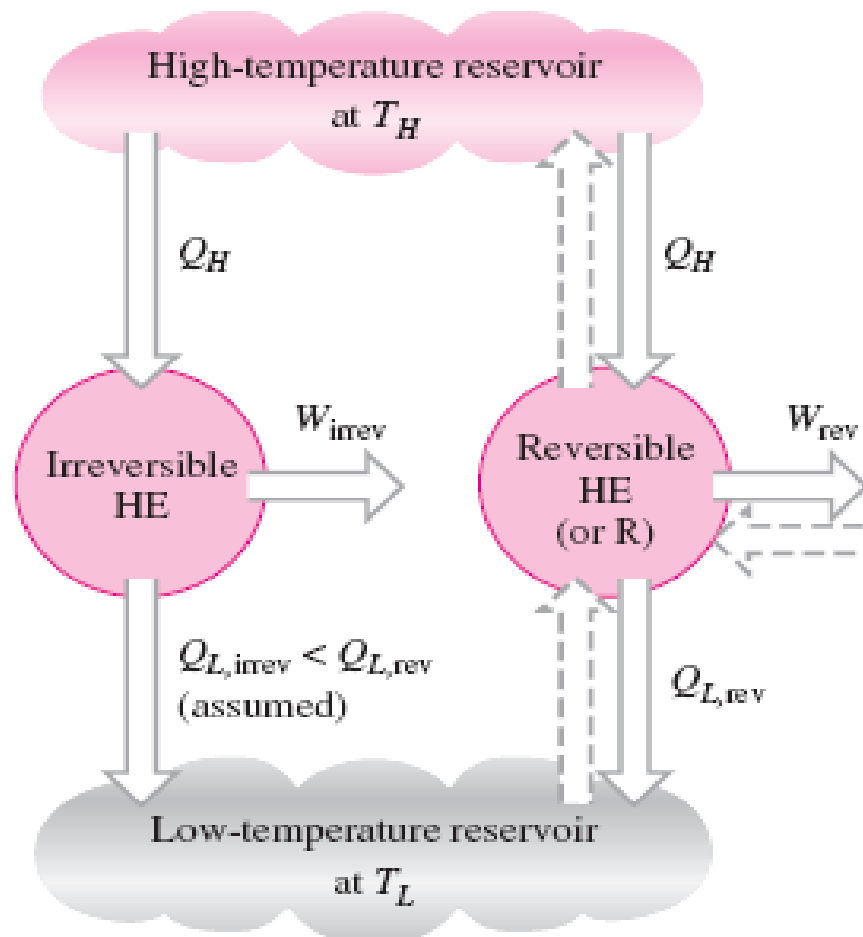 High-temperature reservoir
at T_H
Q_H
Q_H
W_irrev
W_rev
Irreversible
HE
Reversible
HE
(or R)
Q_L,irrev < Q_L,rev
(assumed)
Q_L,rev
Low-temperature reservoir
at T_L